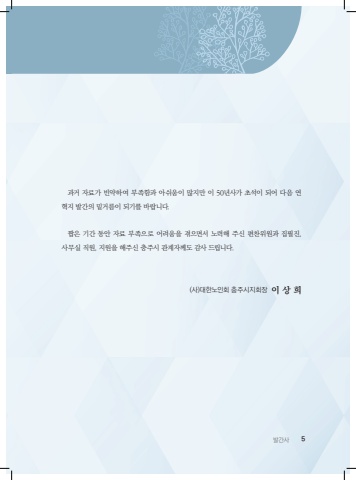 과거 자료가 빈약하여 부족함과 아쉬움이 많지만 이 50년사가 초석이 되어 다음 연
혁지 발간의 밑거름이 되기를 바랍니다.
짧은 기간 동안 자료 부족으로 어려움을 겪으면서 노력해 주신 편찬위원과 집필진,
사무실 직원, 지원을 해주신 충주시 관계자께도 감사 드립니다.
(사)대한노인회 충주시지회장 이 상 희
발간사 5